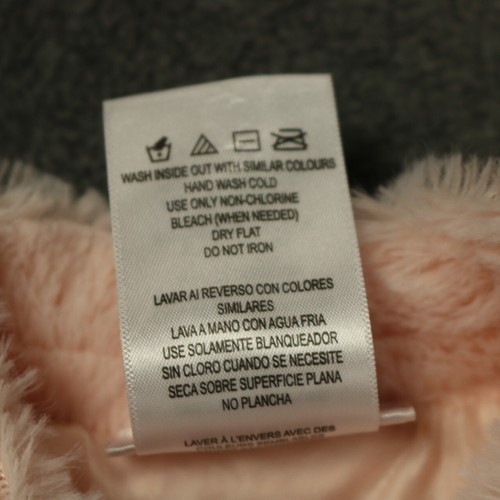 WASH INSIDE OUT WITH SIMILAR COLOURS
HAND WASH COLD
USE ONLY NON-CHLORINE
BLEACH (WHEN NEEDED)
DRY FLAT
DO NOT IRON
LAVAR Al REVERSO CON COLORES
SIMILARES
LAVA A MANO CON AGUA FRIA
USE SOLAMENTE BLANQUEADOR
SIN CLORO CUANDO SE NECESITE
SECA SOBRE SUPERFICIE PLANA
NO PLANCHA
LAVER À L'ENVERS AVEC DES